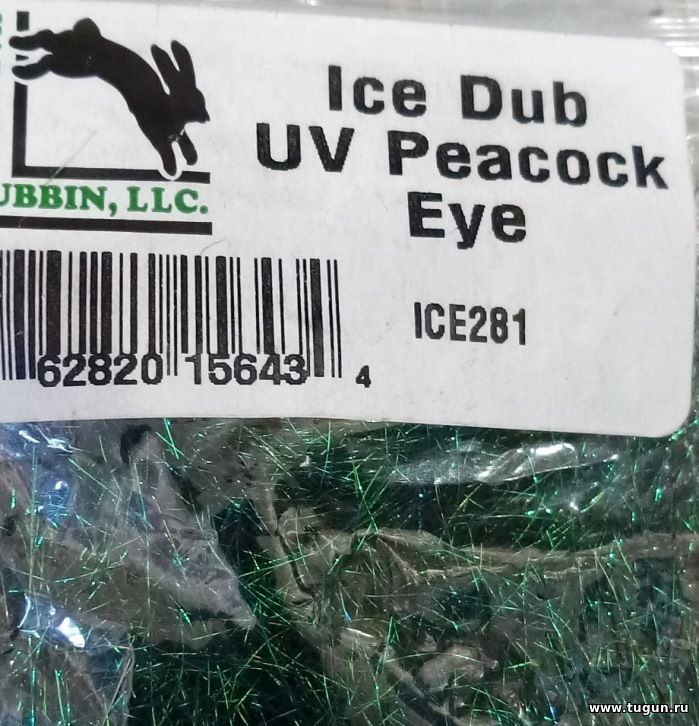 Ice Dub
UV Peacock
Eye
UBBIN, LLC.
ICE281
62820 15643 4
www.tugun.ru